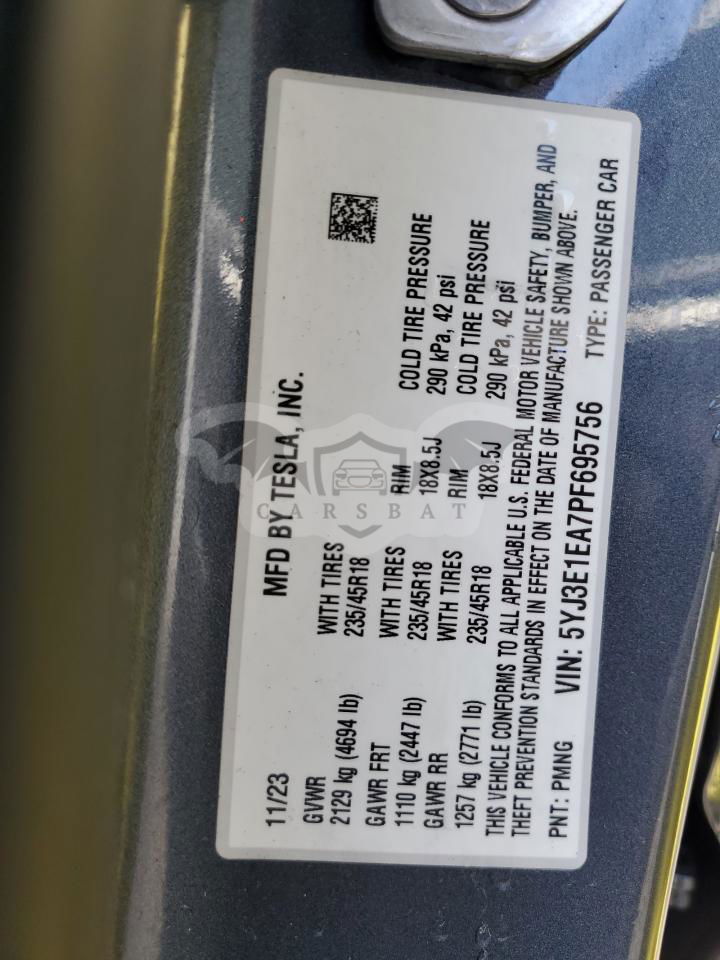 11/23 MFD BY TESLA, INC.
GVWR WITH TIRES
2129 kg (4694 lb) 235/45R18
GAWR FRT WITH TIRES RIM COLD TIRE PRESSURE
1110 kg (2447 lb) 235/45R18 18X8.5J 290 kPa, 42 psi
GAWR RR WITH TIRES RIM COLD TIRE PRESSURE
1257 kg (2771 lb) 235/45R18 18X8.5J 290 kPa, 42 psi
THIS VEHICLE CONFORMS TO ALL APPLICABLE U.S. FEDERAL MOTOR VEHICLE SAFETY, BUMPER, AND
THEFT PREVENTION STANDARDS IN EFFECT ON THE DATE OF MANUFACTURE SHOWN ABOVE.
PNT: PMNG VIN: 5YJ3E1EA7PF695756 TYPE: PASSENGER CAR
CARSBAT